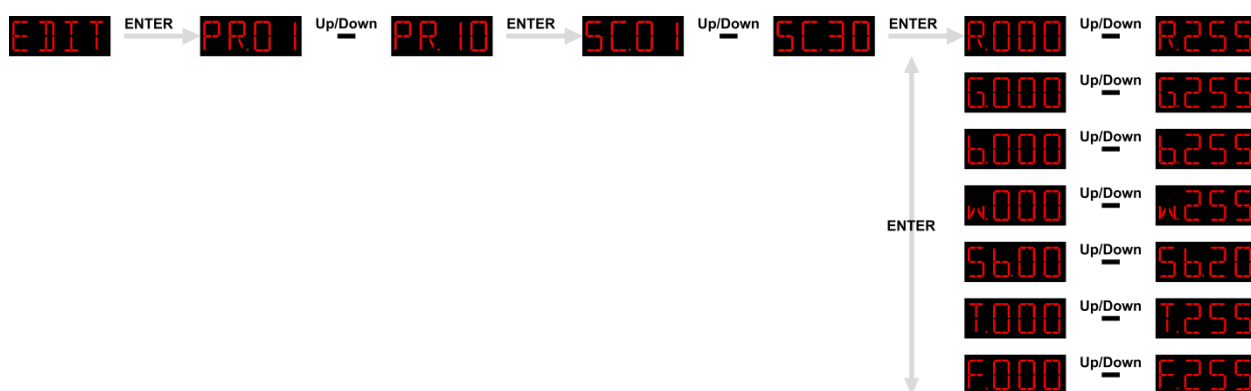 EDIT ENTER PR.01 Up/Down PR.10 ENTER SC.01 Up/Down SC.30 ENTER R.000 Up/Down R.255
G.000 Up/Down G.255
b.000 Up/Down b.255
W.000 Up/Down W.255
ENTER
Sb.00 Up/Down Sb.20
T.000 Up/Down T.255
F.000 Up/Down F.255